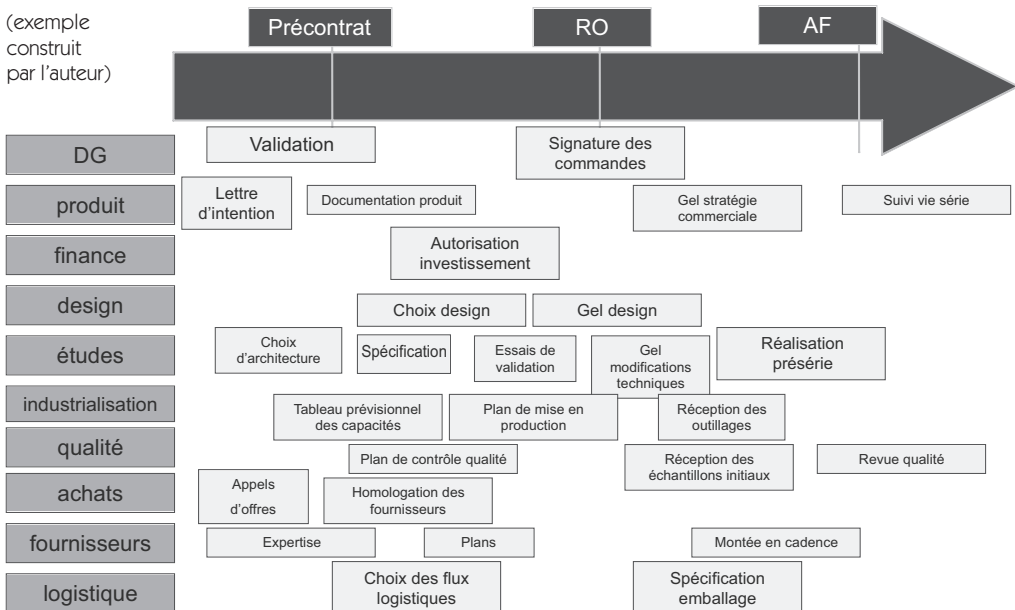 (exemple
construit
par l'auteur)
Précontrat
RO
AF
DG
Validation
Signature des
commandes
produit
Lettre
d'intention
Documentation produit
Gel stratégie
commerciale
Suivi vie série
finance
Autorisation
investissement
design
Choix design
Gel design
études
Choix
d'architecture
Spécification
Essais de
validation
Gel
modifications
techniques
Réalisation
présérie
industrialisation
Tableau prévisionnel
des capacités
Plan de mise en
production
Réception des
outillages
qualité
Plan de contrôle qualité
Réception des
échantillons initiaux
Revue qualité
achats
Appels
d'offres
Homologation des
fournisseurs
fournisseurs
Expertise
Plans
Montée en cadence
logistique
Choix des flux
logistiques
Spécification
emballage